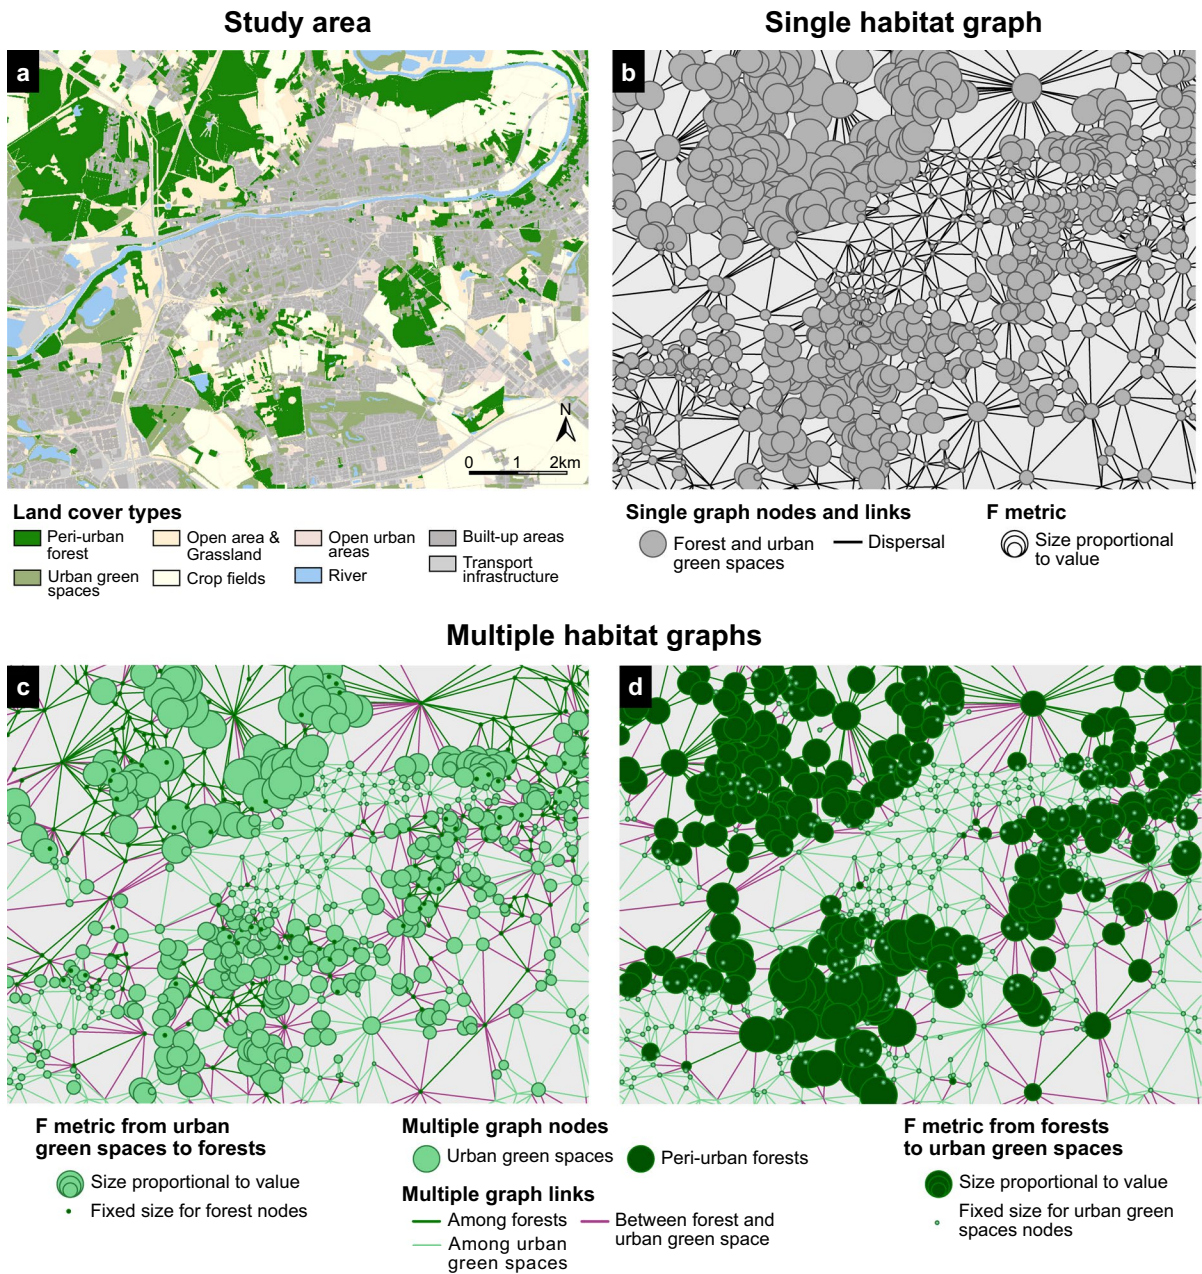 Study area
Single habitat graph
a
b
N
0 1 2km
Land cover types
Peri-urban
forest
Open area &
Grassland
Open urban
areas
Built-up areas
Urban green
spaces
Crop fields
River
Transport
infrastructure
Single graph nodes and links
F metric
Forest and urban
green spaces
Dispersal
Size proportional
to value
Multiple habitat graphs
c
d
F metric from urban
green spaces to forests
Size proportional to value
Fixed size for forest nodes
Multiple graph nodes
Urban green spaces
Peri-urban forests
Multiple graph links
Among forests
Between forest and
urban green space
Among urban
green spaces
F metric from forests
to urban green spaces
Size proportional to value
Fixed size for urban green
spaces nodes